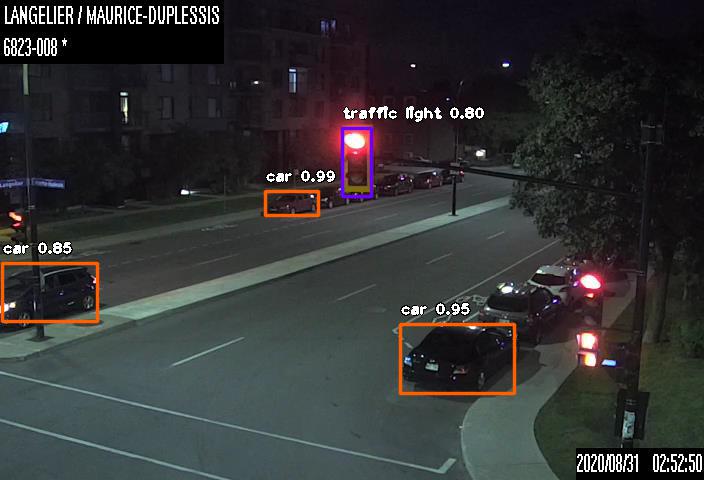 LANGELIER / MAURICE-DUPLESSIS
6823-008 *
traffic light 0.80
car 0.99
car 0.85
car 0.95
2020/08/31 02:52:50